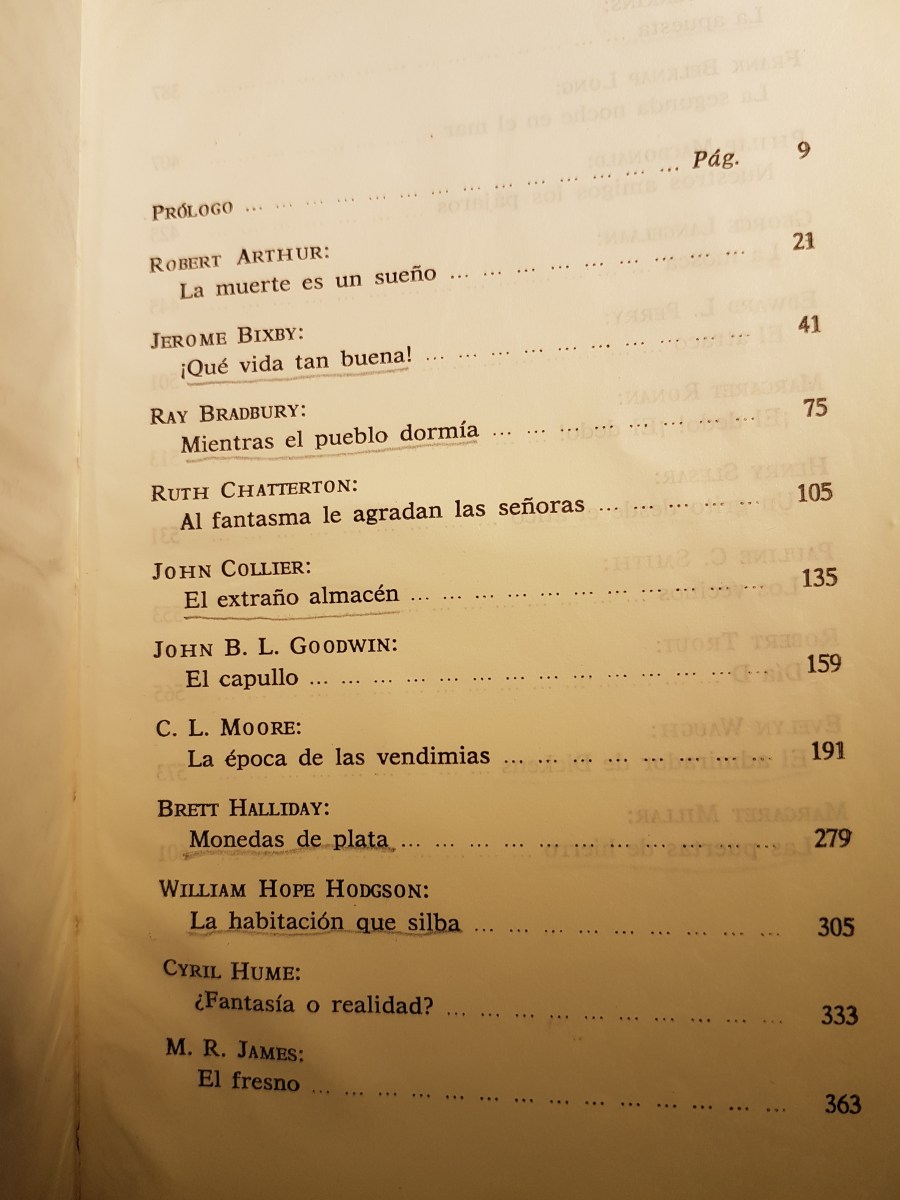 Pág.
PRÓLOGO ... ... ... ... ... ... ... ... ... ... ... ... ... 9
ROBERT ARTHUR:
La muerte es un sueño ... ... ... ... ... ... ... ... ... 21
JEROME BIXBY:
¡Qué vida tan buena! ... ... ... ... ... ... ... ... ... ... 41
RAY BRADBURY:
Mientras el pueblo dormía ... ... ... ... ... ... ... ... 75
RUTH CHATTERTON:
Al fantasma le agradan las señoras ... ... ... ... ... 105
JOHN COLLIER:
El extraño almacén ... ... ... ... ... ... ... ... ... ... ... 135
JOHN B. L. GOODWIN:
El capullo ... ... ... ... ... ... ... ... ... ... ... ... ... ... 159
C. L. MOORE:
La época de las vendimias ... ... ... ... ... ... ... ... 191
BRETT HALLIDAY:
Monedas de plata ... ... ... ... ... ... ... ... ... ... ... 279
WILLIAM HOPE HODGSON:
La habitación que silba ... ... ... ... ... ... ... ... ... 305
CYRIL HUME:
¿Fantasía o realidad? ... ... ... ... ... ... ... ... ... ... 333
M. R. JAMES:
El fresno ... ... ... ... ... ... ... ... ... ... ... ... ... ... 363